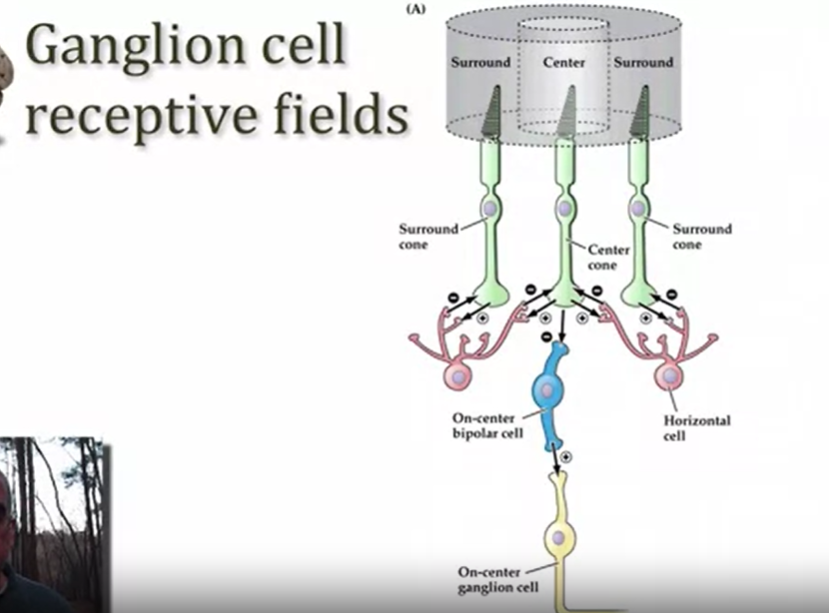 Ganglion cell
receptive fields
(A)
Surround
Center
Surround
Surround
cone
Center
cone
Surround
cone
On-center
bipolar cell
Horizontal
cell
On-center
ganglion cell